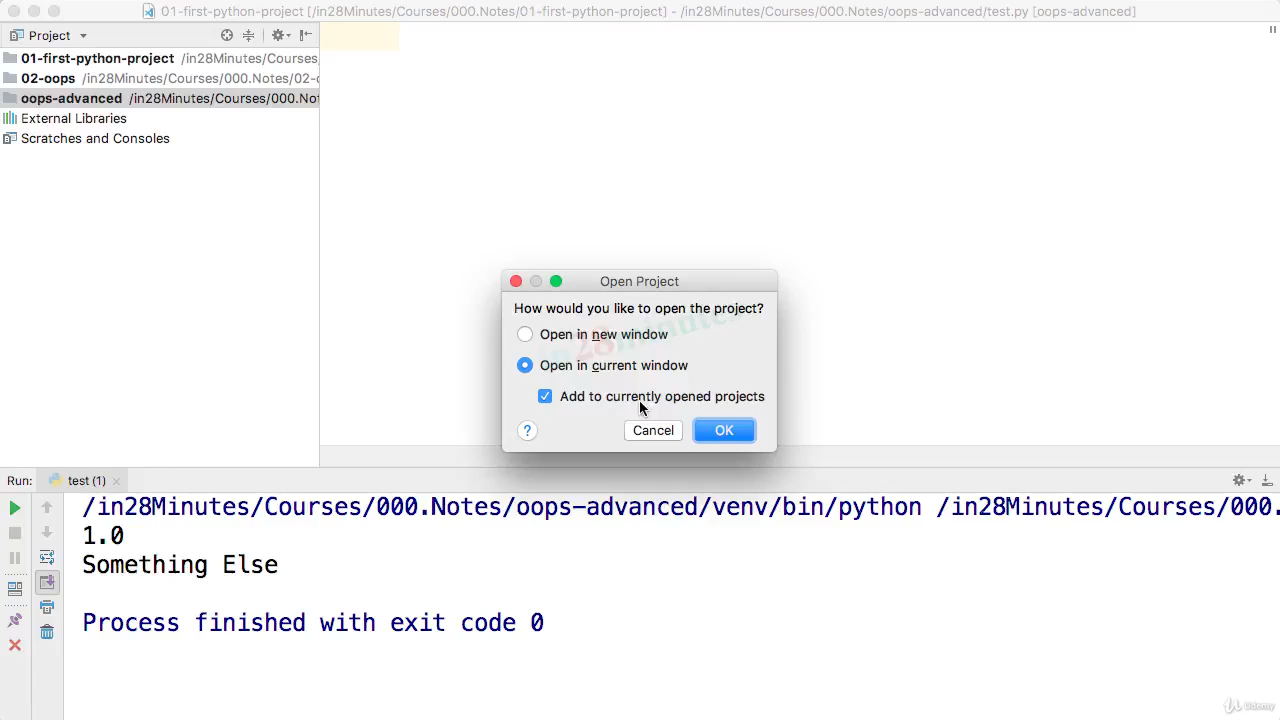 01-first-python-project [/in28Minutes/Courses/000.Notes/01-first-python-project] - /in28Minutes/Courses/000.Notes/oops-advanced/test.py [oops-advanced]
Project
01-first-python-project /in28Minutes/Courses
02-oops /in28Minutes/Courses/000.Notes/02-
oops-advanced /in28Minutes/Courses/000.Not
External Libraries
Scratches and Consoles
Open Project
How would you like to open the project?
Open in new window
Open in current window
Add to currently opened projects
? Cancel OK
in28minutes
Run: test (1)
/in28Minutes/Courses/000.Notes/oops-advanced/venv/bin/python /in28Minutes/Courses/000.
1.0
Something Else
Process finished with exit code 0
Udemy